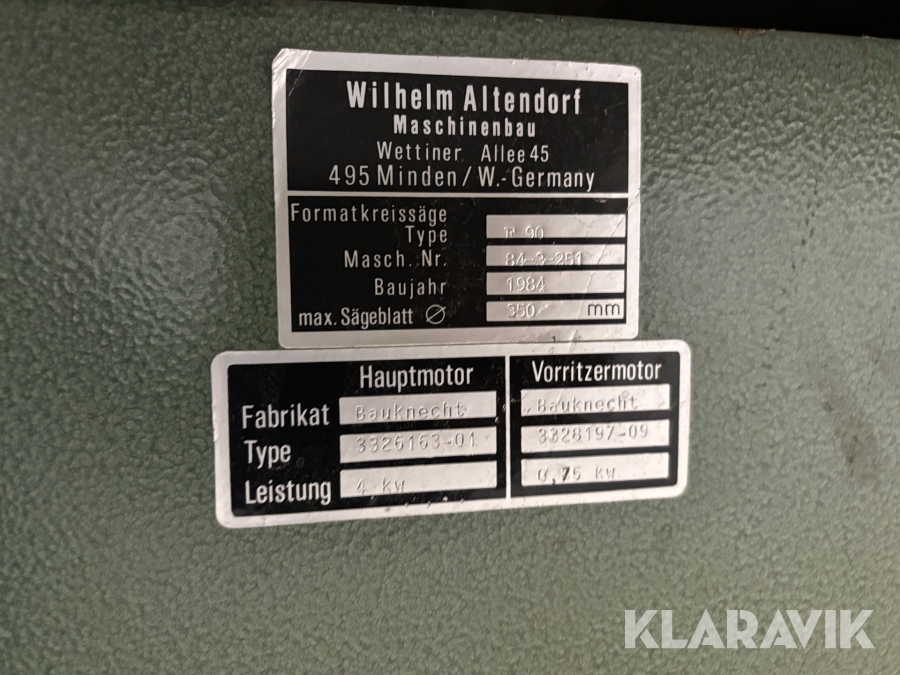 Wilhelm Altendorf
Maschinenbau
Wettiner Allee 45
495 Minden/W.-Germany
Formatkreissäge
Type F 90
Masch. Nr. 84-3-251
Baujahr 1984
max. Sägeblatt Ø 350 mm
Hauptmotor Vorritzermotor
Fabrikat Bauknecht Bauknecht
Type 3326163-01 3328197-09
Leistung 4 kW 0,75 kW
KLARAVIK